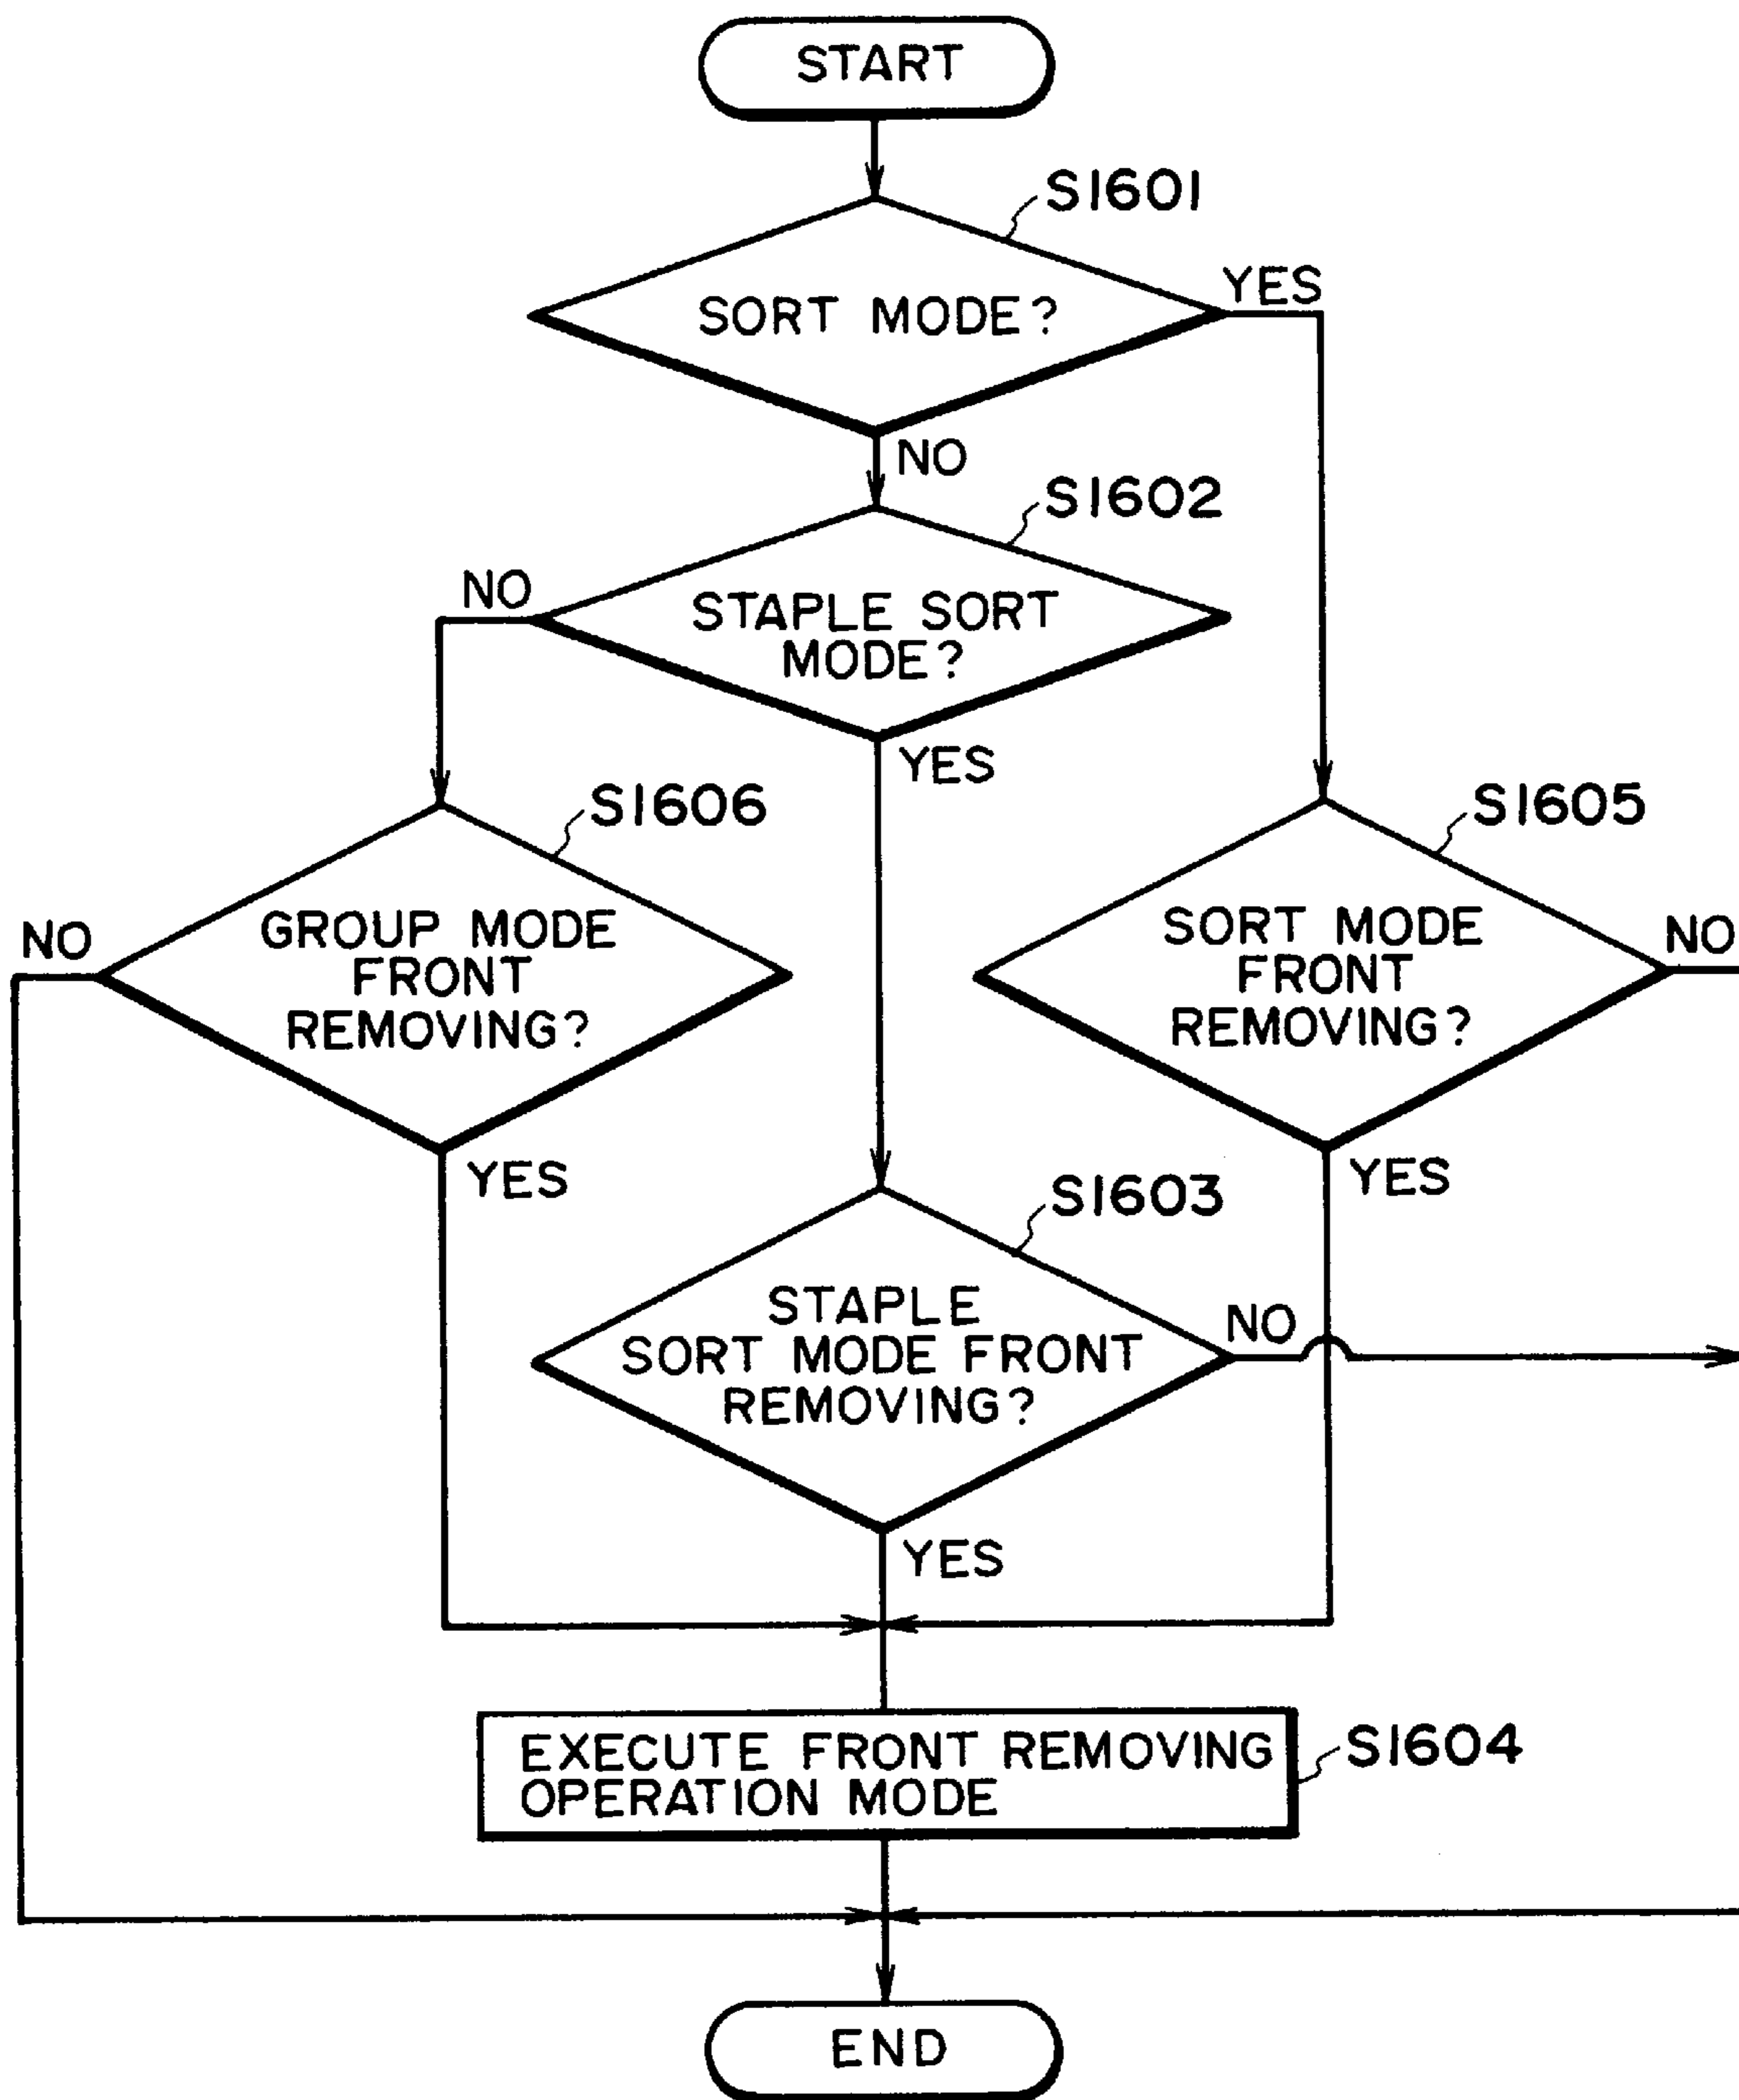 START
S1601
YES
SORT MODE?
NO
S1602
NO
STAPLE SORT
MODE?
YES
S1606
S1605
NO
GROUP MODE
FRONT
REMOVING?
SORT MODE
FRONT
REMOVING?
NO
YES
YES
S1603
STAPLE
SORT MODE FRONT
REMOVING?
NO
YES
EXECUTE FRONT REMOVING
OPERATION MODE
S1604
END